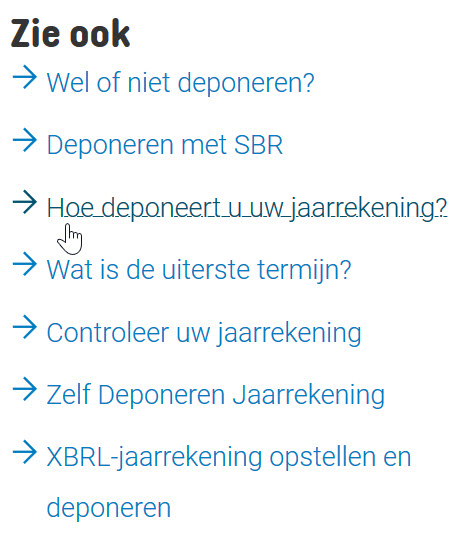 Zie ook
Wel of niet deponeren?
Deponeren met SBR
Hoe deponeert u uw jaarrekening?
Wat is de uiterste termijn?
Controleer uw jaarrekening
Zelf Deponeren Jaarrekening
XBRL-jaarrekening opstellen en
deponeren